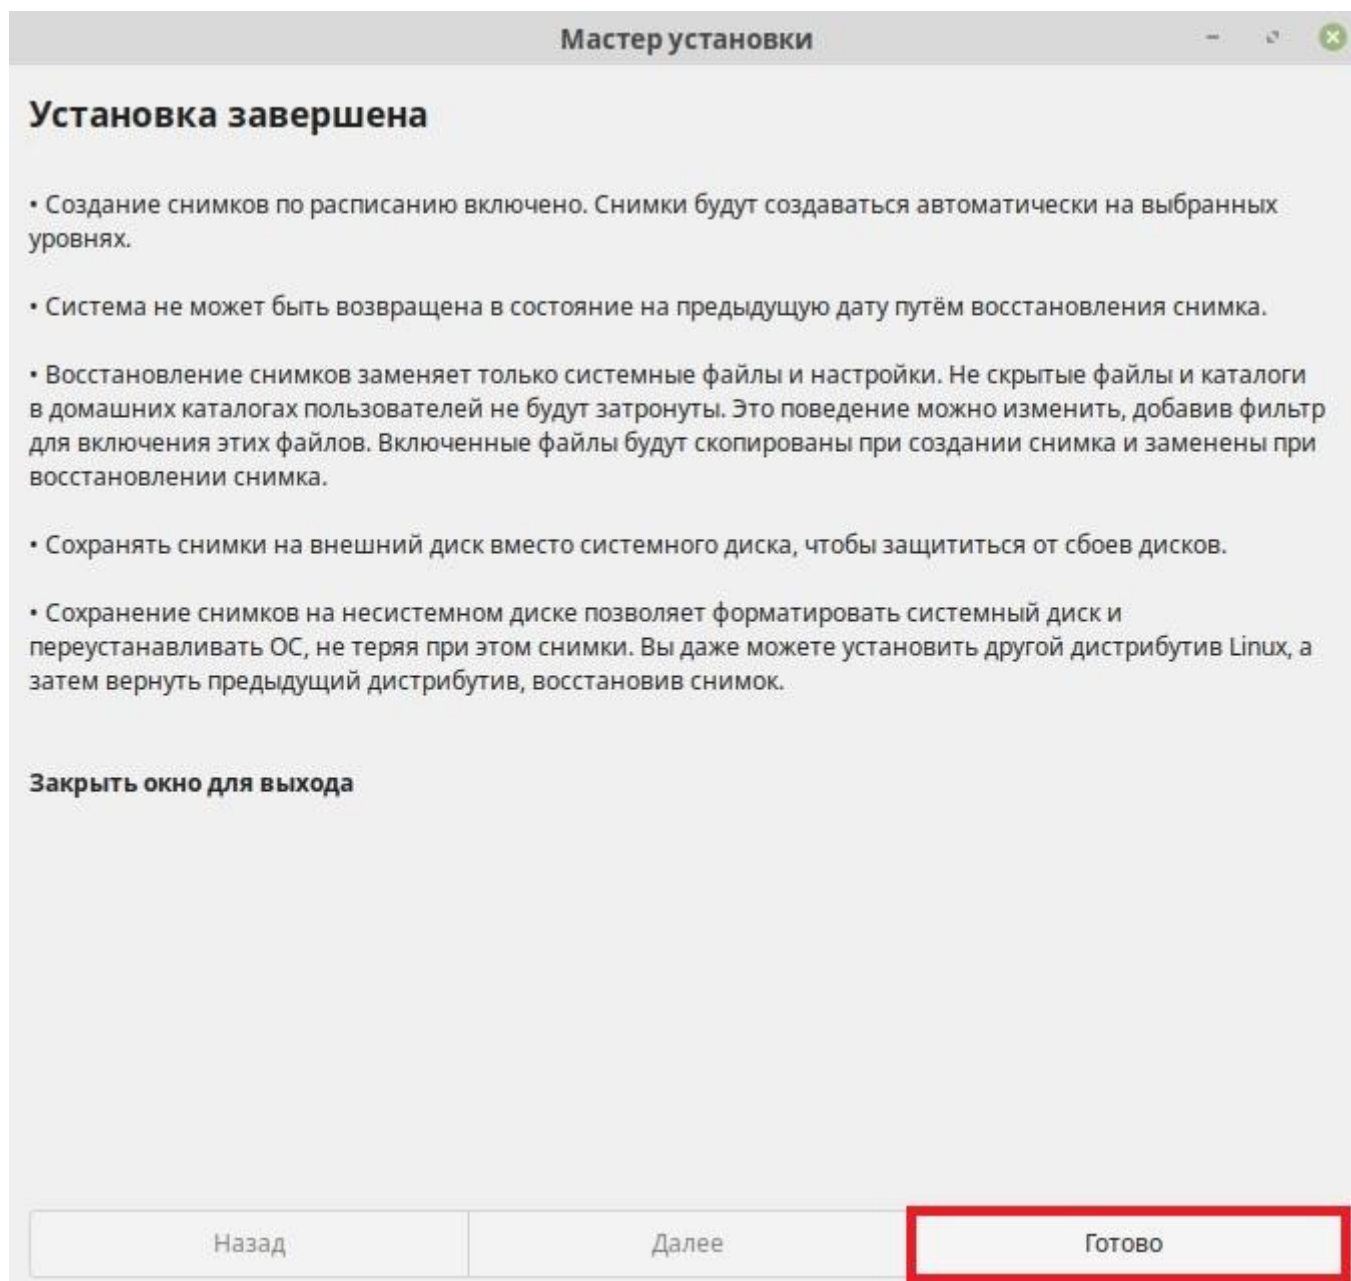 Мастер установки
Установка завершена
• Создание снимков по расписанию включено. Снимки будут создаваться автоматически на выбранных
уровнях.
• Система не может быть возвращена в состояние на предыдущую дату путём восстановления снимка.
• Восстановление снимков заменяет только системные файлы и настройки. Не скрытые файлы и каталоги
в домашних каталогах пользователей не будут затронуты. Это поведение можно изменить, добавив фильтр
для включения этих файлов. Включенные файлы будут скопированы при создании снимка и заменены при
восстановлении снимка.
• Сохранять снимки на внешний диск вместо системного диска, чтобы защититься от сбоев дисков.
• Сохранение снимков на несистемном диске позволяет форматировать системный диск и
переустанавливать ОС, не теряя при этом снимки. Вы даже можете установить другой дистрибутив Linux, а
затем вернуть предыдущий дистрибутив, восстановив снимок.
Закрыть окно для выхода
Назад
Далее
Готово